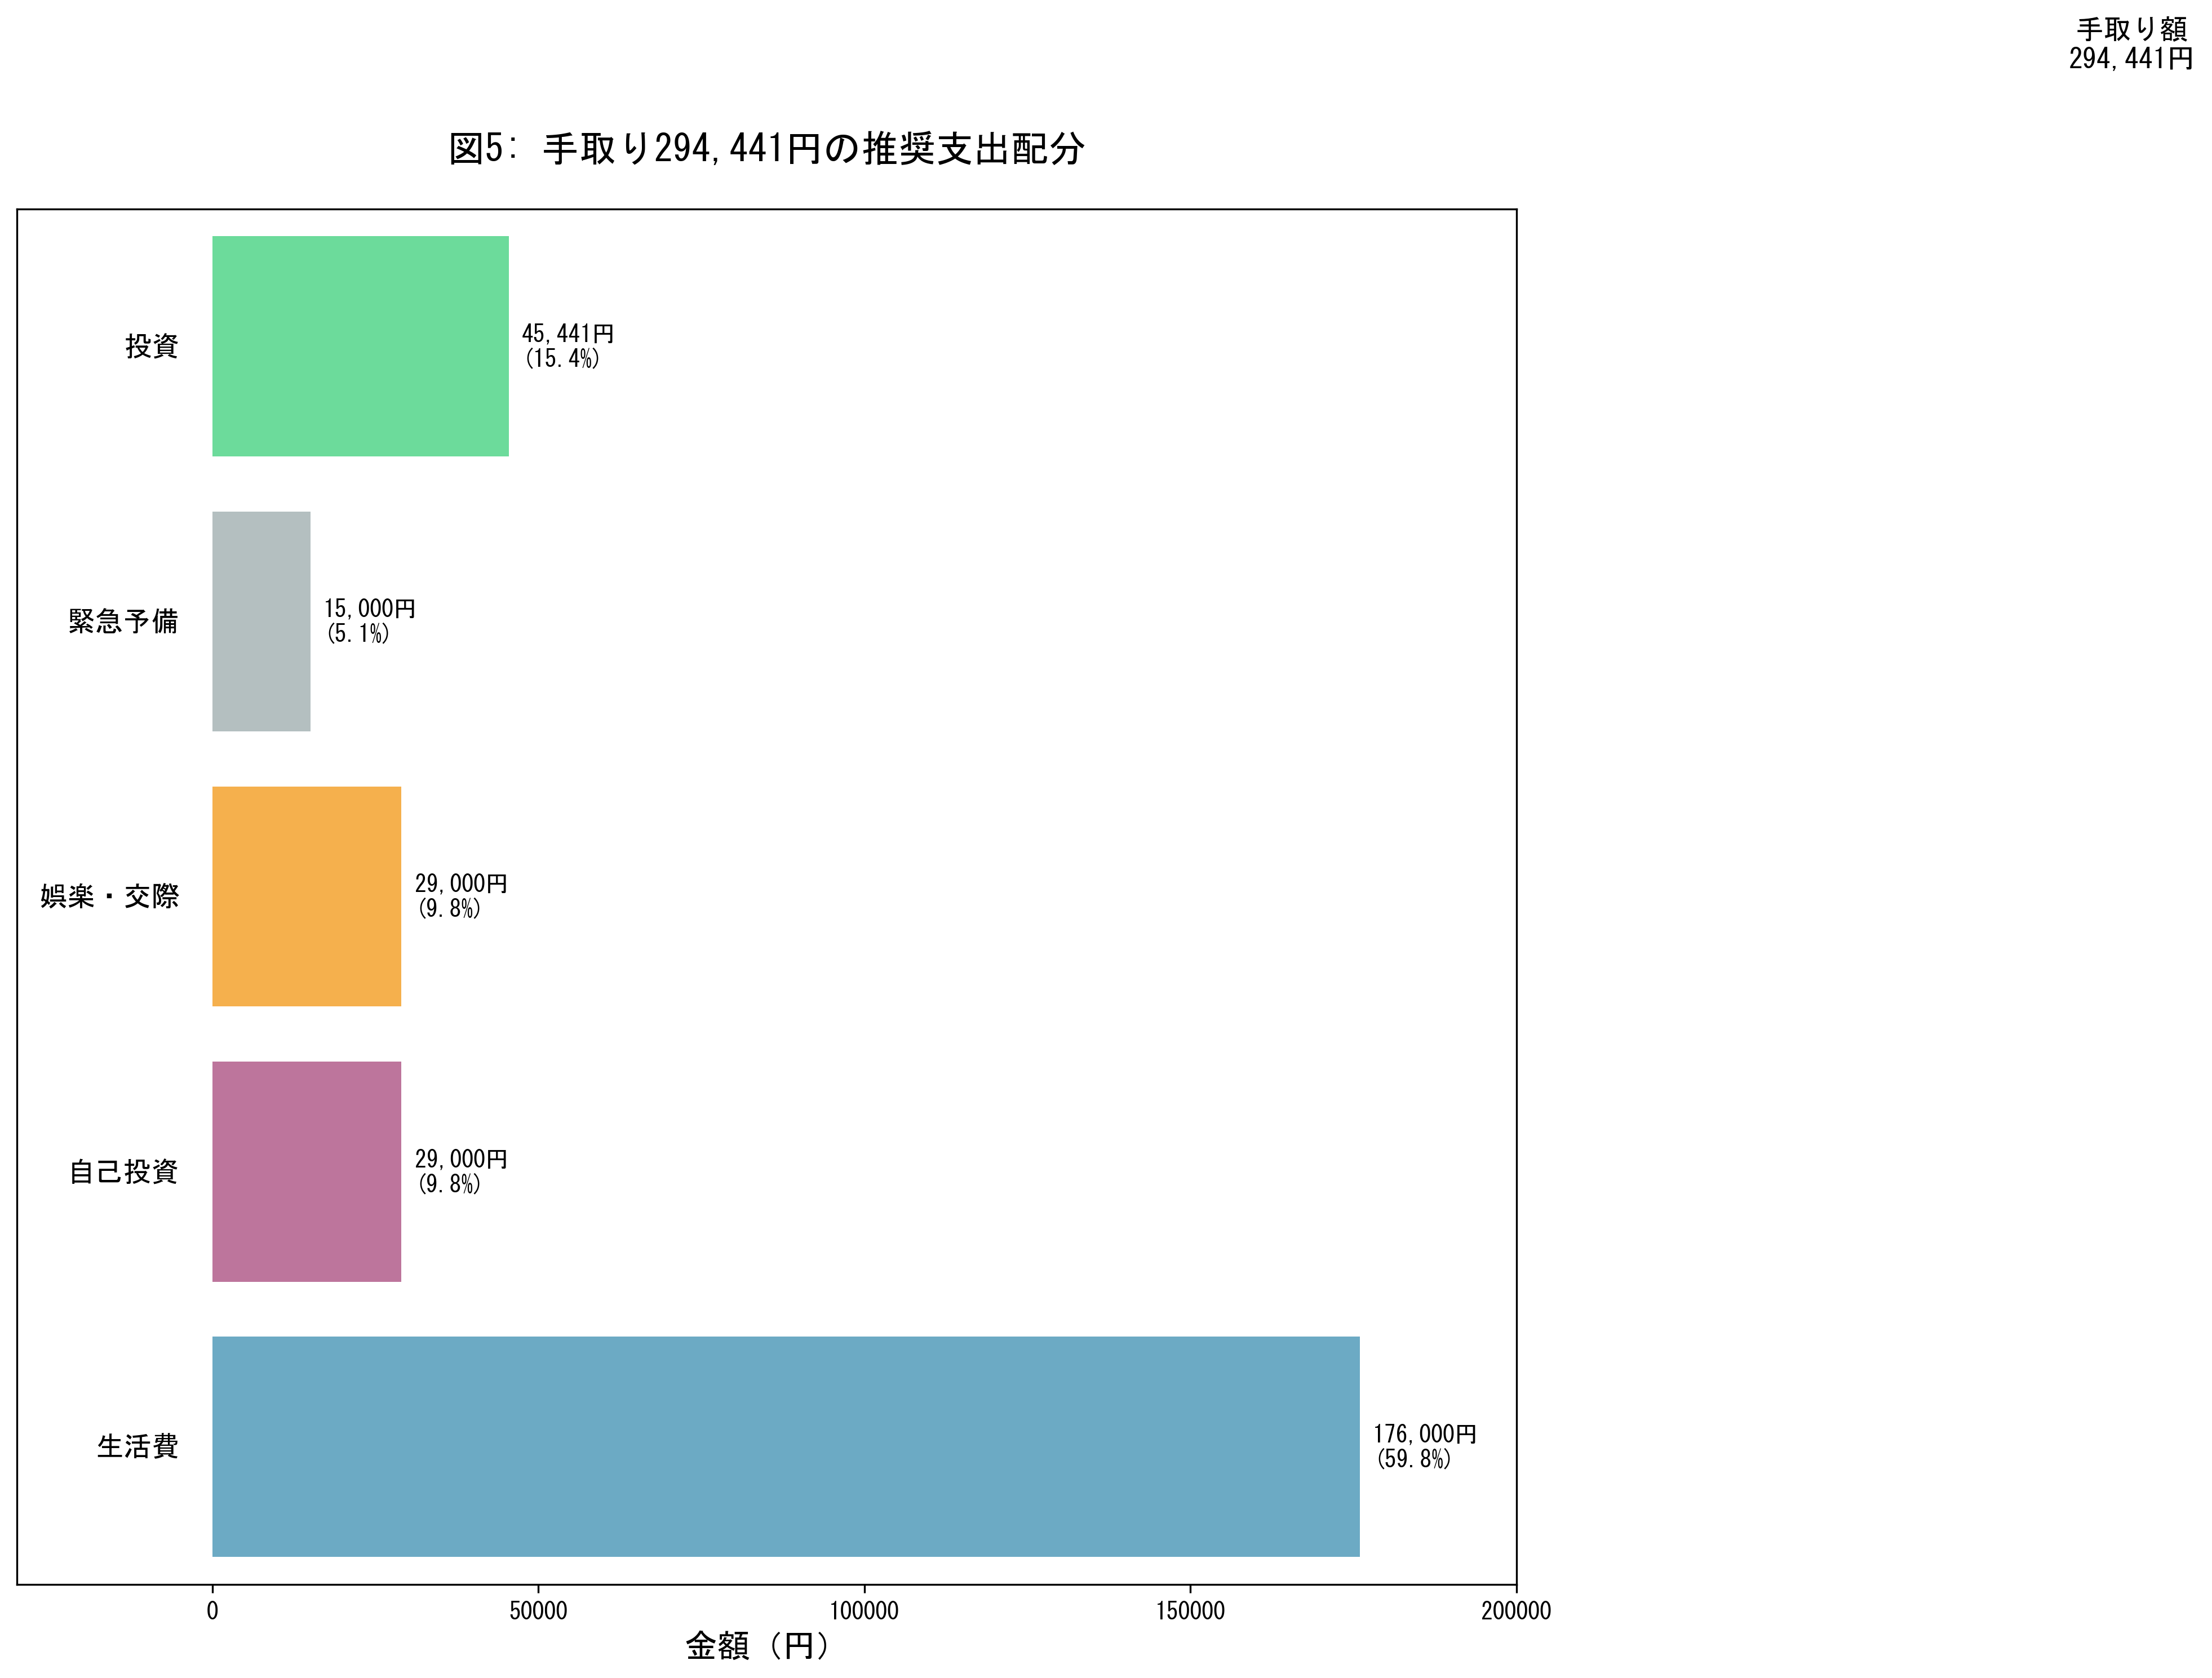 手取り額
294,441円
図5: 手取り294,441円の推奨支出配分
投資
45,441円
(15.4%)
緊急予備
15,000円
(5.1%)
娯楽・交際
29,000円
(9.8%)
自己投資
29,000円
(9.8%)
生活費
176,000円
(59.8%)
0 50000 100000 150000 200000
金額（円）